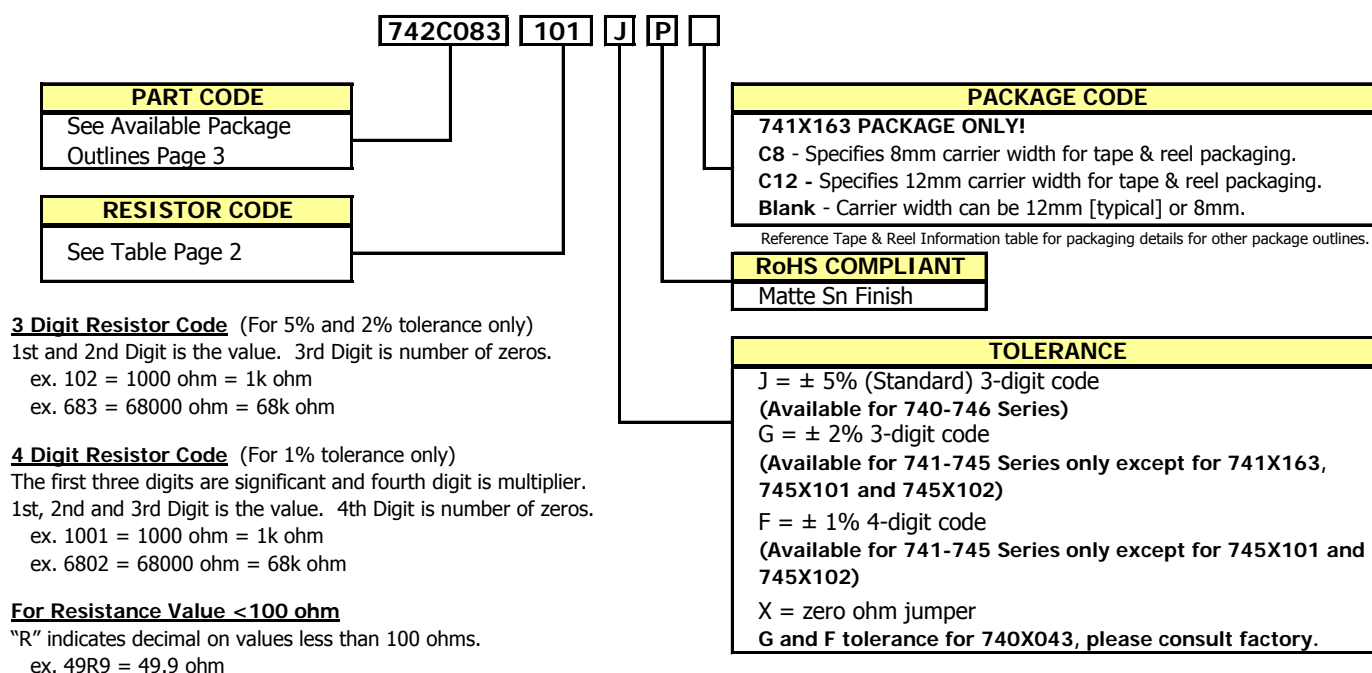 742C083 101 J P
PART CODE
See Available Package
Outlines Page 3
RESISTOR CODE
See Table Page 2
3 Digit Resistor Code (For 5% and 2% tolerance only)
1st and 2nd Digit is the value. 3rd Digit is number of zeros.
ex. 102 = 1000 ohm = 1k ohm
ex. 683 = 68000 ohm = 68k ohm
4 Digit Resistor Code (For 1% tolerance only)
The first three digits are significant and fourth digit is multiplier.
1st, 2nd and 3rd Digit is the value. 4th Digit is number of zeros.
ex. 1001 = 1000 ohm = 1k ohm
ex. 6802 = 68000 ohm = 68k ohm
For Resistance Value <100 ohm
“R” indicates decimal on values less than 100 ohms.
ex. 49R9 = 49.9 ohm
PACKAGE CODE
741X163 PACKAGE ONLY!
C8 - Specifies 8mm carrier width for tape & reel packaging.
C12 - Specifies 12mm carrier width for tape & reel packaging.
Blank - Carrier width can be 12mm [typical] or 8mm.
Reference Tape & Reel Information table for packaging details for other package outlines.
RoHS COMPLIANT
Matte Sn Finish
TOLERANCE
J = ± 5% (Standard) 3-digit code
(Available for 740-746 Series)
G = ± 2% 3-digit code
(Available for 741-745 Series only except for 741X163,
745X101 and 745X102)
F = ± 1% 4-digit code
(Available for 741-745 Series only except for 745X101 and
745X102)
X = zero ohm jumper
G and F tolerance for 740X043, please consult factory.